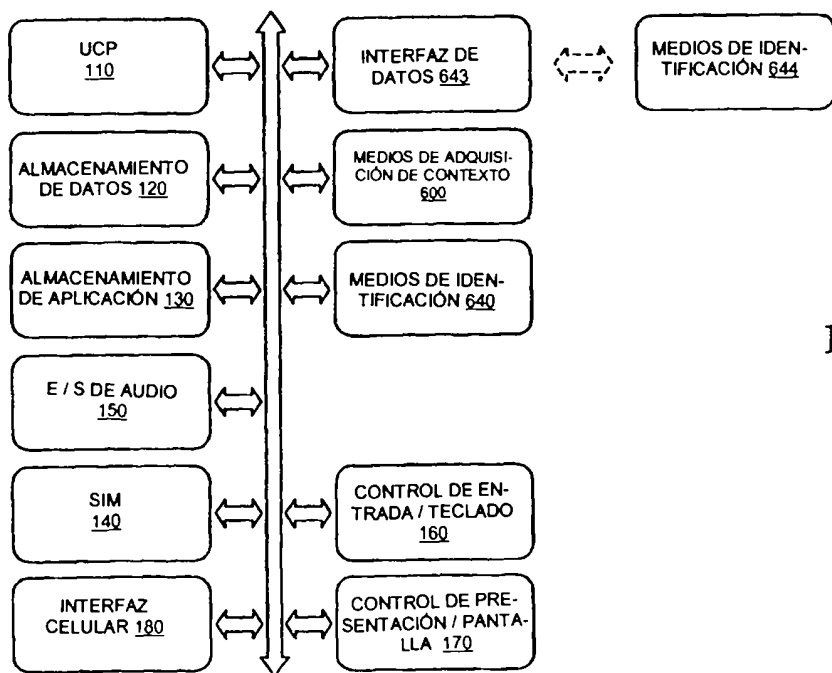 UCP
110
INTERFAZ DE
DATOS 643
MEDIOS DE IDEN-
TIFICACIÓN 644
ALMACENAMIENTO
DE DATOS 120
MEDIOS DE ADQUISI-
CIÓN DE CONTEXTO
600
ALMACENAMIENTO
DE APLICACIÓN 130
MEDIOS DE IDEN-
TIFICACIÓN 640
E / S DE AUDIO
150
SIM
140
CONTROL DE EN-
TRADA / TECLADO
160
INTERFAZ
CELULAR 180
CONTROL DE PRE-
SENTACIÓN / PANTA-
LLA 170